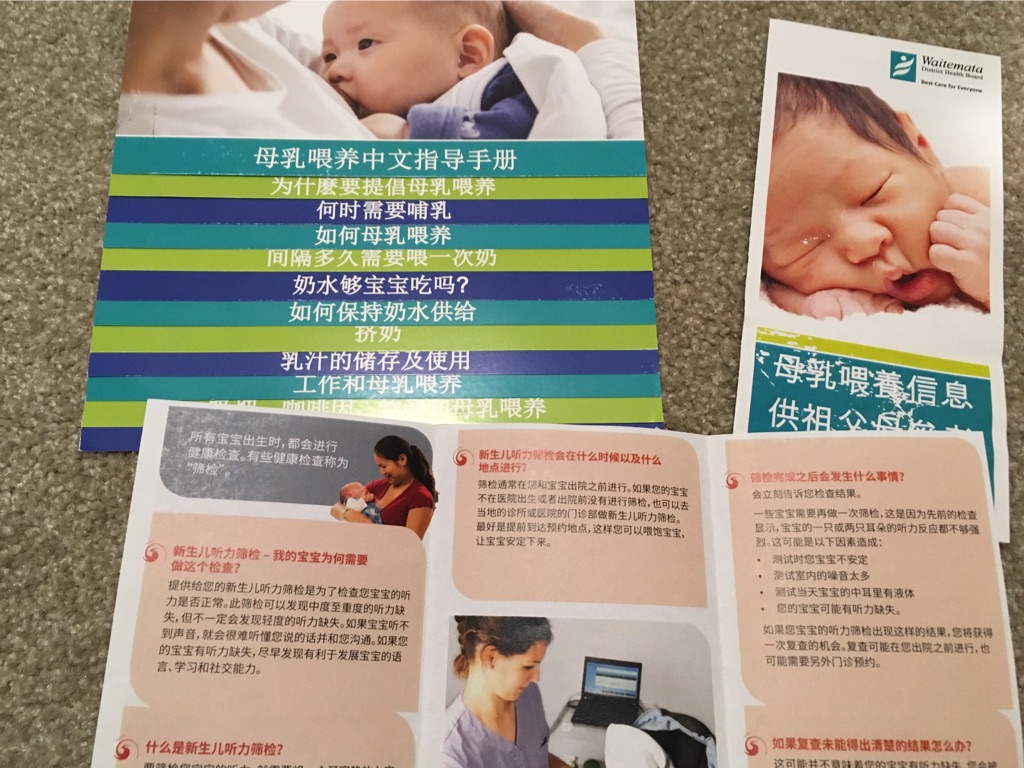 母乳喂养中文指导手册
为什麽要提倡母乳喂养
何时需要哺乳
如何母乳喂养
间隔多久需要喂一次奶
奶水够宝宝吃吗?
如何保持奶水供给
挤奶
乳汁的储存及使用
工作和母乳喂养
母乳喂养
Waitemata
District Health Board
Best Care for Everyone
母乳喂養信息
供祖父母
所有宝宝出生时，都会进行
健康检查。有些健康检查称为
“筛检”。
新生儿听力筛检 – 我的宝宝为何需要
做这个检查？
提供给您的新生儿听力筛检是为了检查您宝宝的听
力是否正常。此筛检可以发现中度至重度的听力缺
失，但不一定会发现轻度的听力缺失。如果宝宝听不
到声音，就会很难听懂您说的话并和您沟通。如果您
的宝宝有听力缺失，尽早发现有利于发展宝宝的语
言、学习和社交能力。
什么是新生儿听力筛检？
新生儿听力筛检会在什么时候以及什么
地点进行？
筛检通常在您和宝宝出院之前进行。如果您的宝宝
不在医院出生或者出院前没有进行筛检，也可以去
当地的诊所或医院的门诊部做新生儿听力筛检。
最好是提前到达预约地点，这样您可以喂饱宝宝，
让宝宝安定下来。
筛检完成之后会发生什么事情？
会立刻告诉您检查结果。
一些宝宝需要再做一次筛检，这是因为先前的检查
显示，宝宝的一只或两只耳朵的听力反应都不够强
烈。这可能是以下因素造成：
• 测试时您宝宝不安定
• 测试室内的噪音太多
• 测试当天宝宝的中耳里有液体
• 您的宝宝可能有听力缺失。
如果您宝宝的听力筛检出现这样的结果，您将获得
一次复查的机会。复查可能在您出院之前进行，也
可能需要另外门诊预约。
如果复查未能得出清楚的结果怎么办？
这可能并不意味着您的宝宝有听力缺失